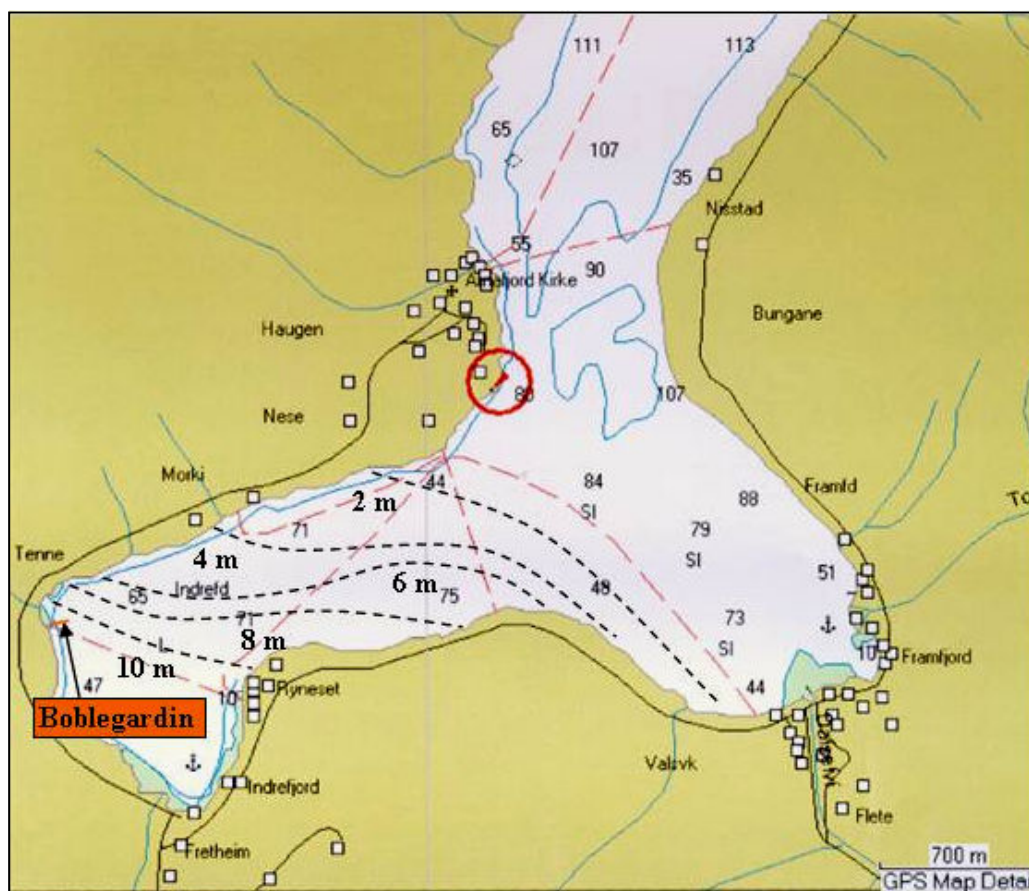 111
113
65
107
35
Nisstad
55
90
Arnafjord Kirke
Haugen
Bungane
80
107
Nese
Morki
44
84
Framfd
2 m
SI
88
71
79
Tenne
4 m
SI
6 m
51
65
Indrefd
75
48
71
73
8 m
SI
L
10 m
10
Framfjord
47
10
Ryneset
44
Boblegardin
Valsvk
Indrefjord
Flete
Fretheim
700 m
GPS Map Detai